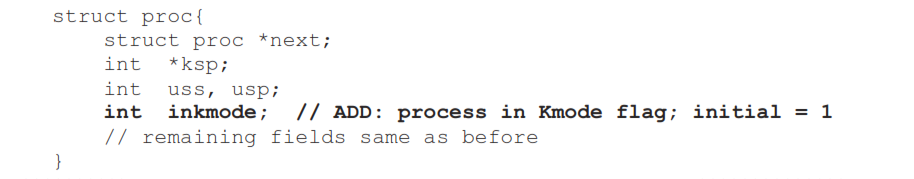 struct proc{
struct proc *next;
int *ksp;
int uss, usp;
int inkmode; // ADD: process in Kmode flag; initial = 1
// remaining fields same as before
}